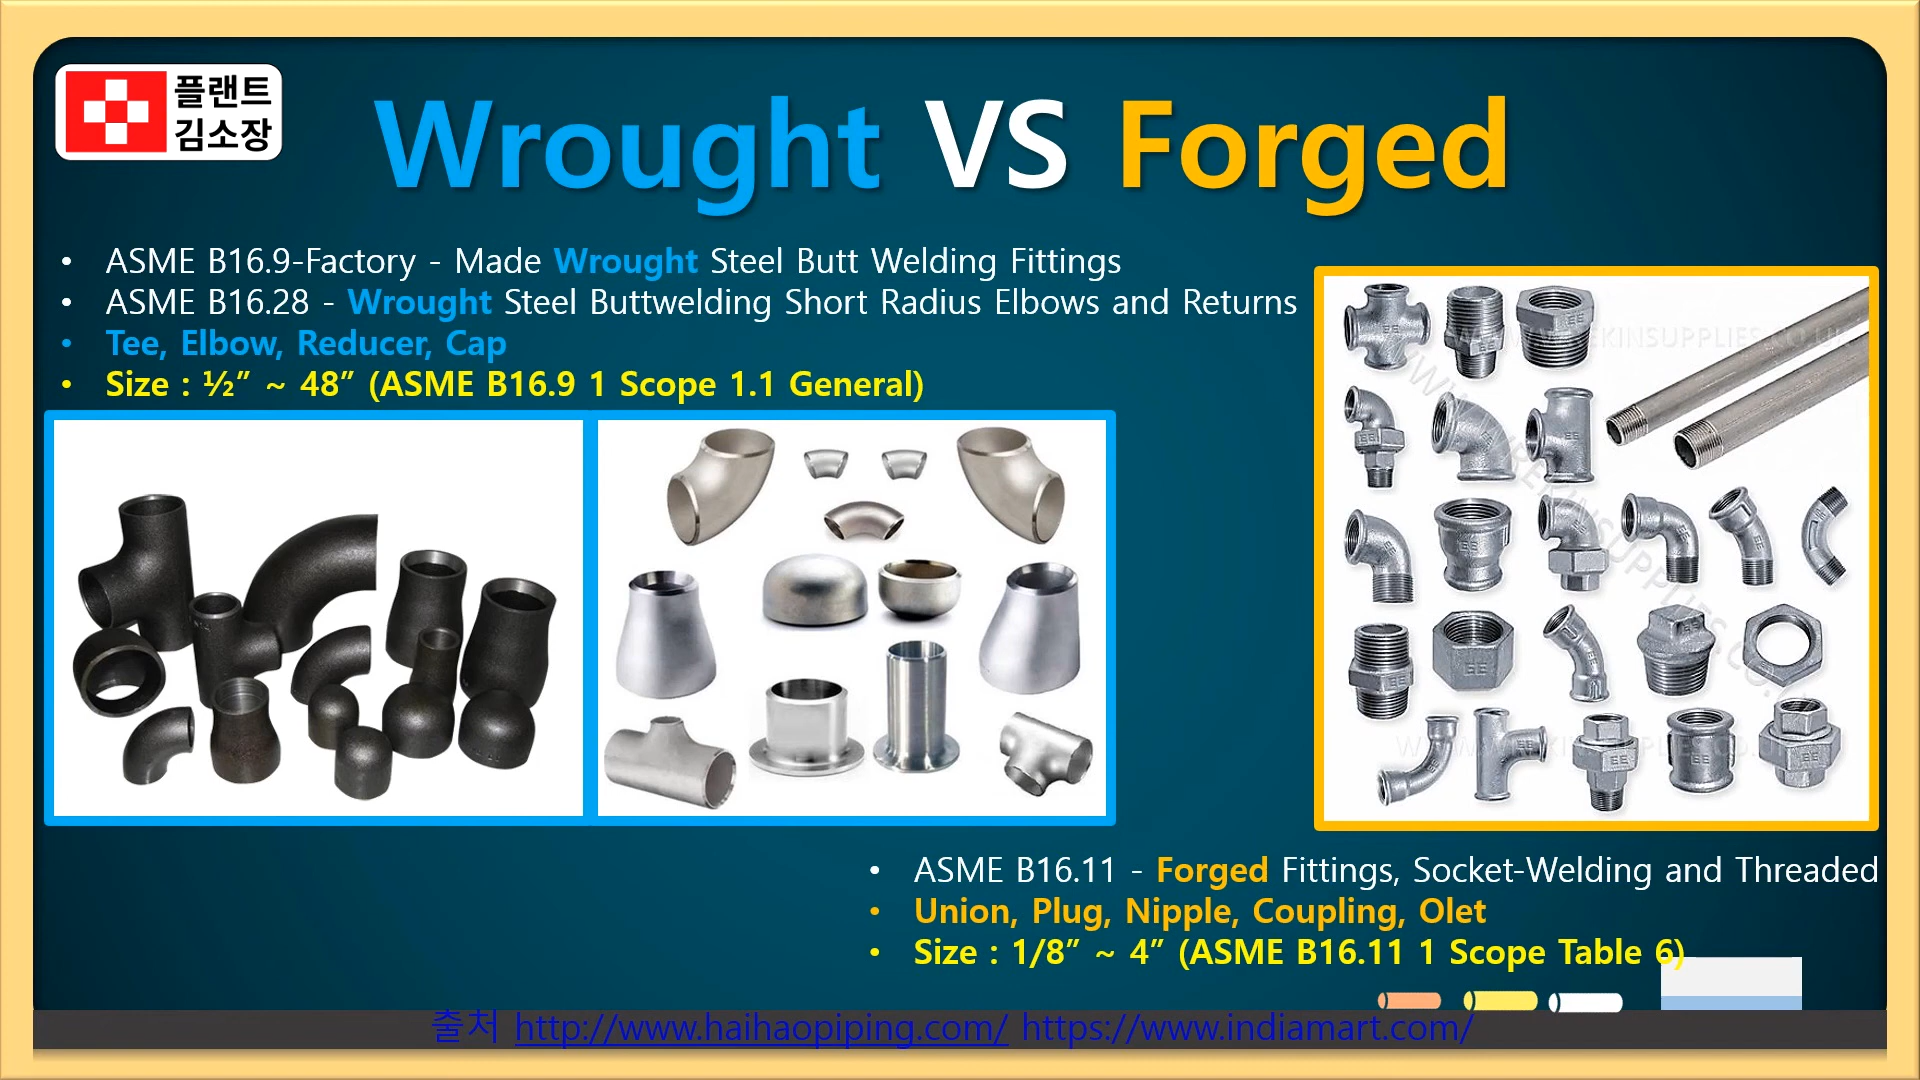 플랜트
김소장
Wrought VS Forged
• ASME B16.9-Factory - Made Wrought Steel Butt Welding Fittings
• ASME B16.28 - Wrought Steel Buttwelding Short Radius Elbows and Returns
• Tee, Elbow, Reducer, Cap
• Size : ½” ~ 48” (ASME B16.9 1 Scope 1.1 General)
• ASME B16.11 - Forged Fittings, Socket-Welding and Threaded
• Union, Plug, Nipple, Coupling, Olet
• Size : 1/8” ~ 4” (ASME B16.11 1 Scope Table 6)
출처 http://www.haihaopiping.com/ https://www.indiamart.com/